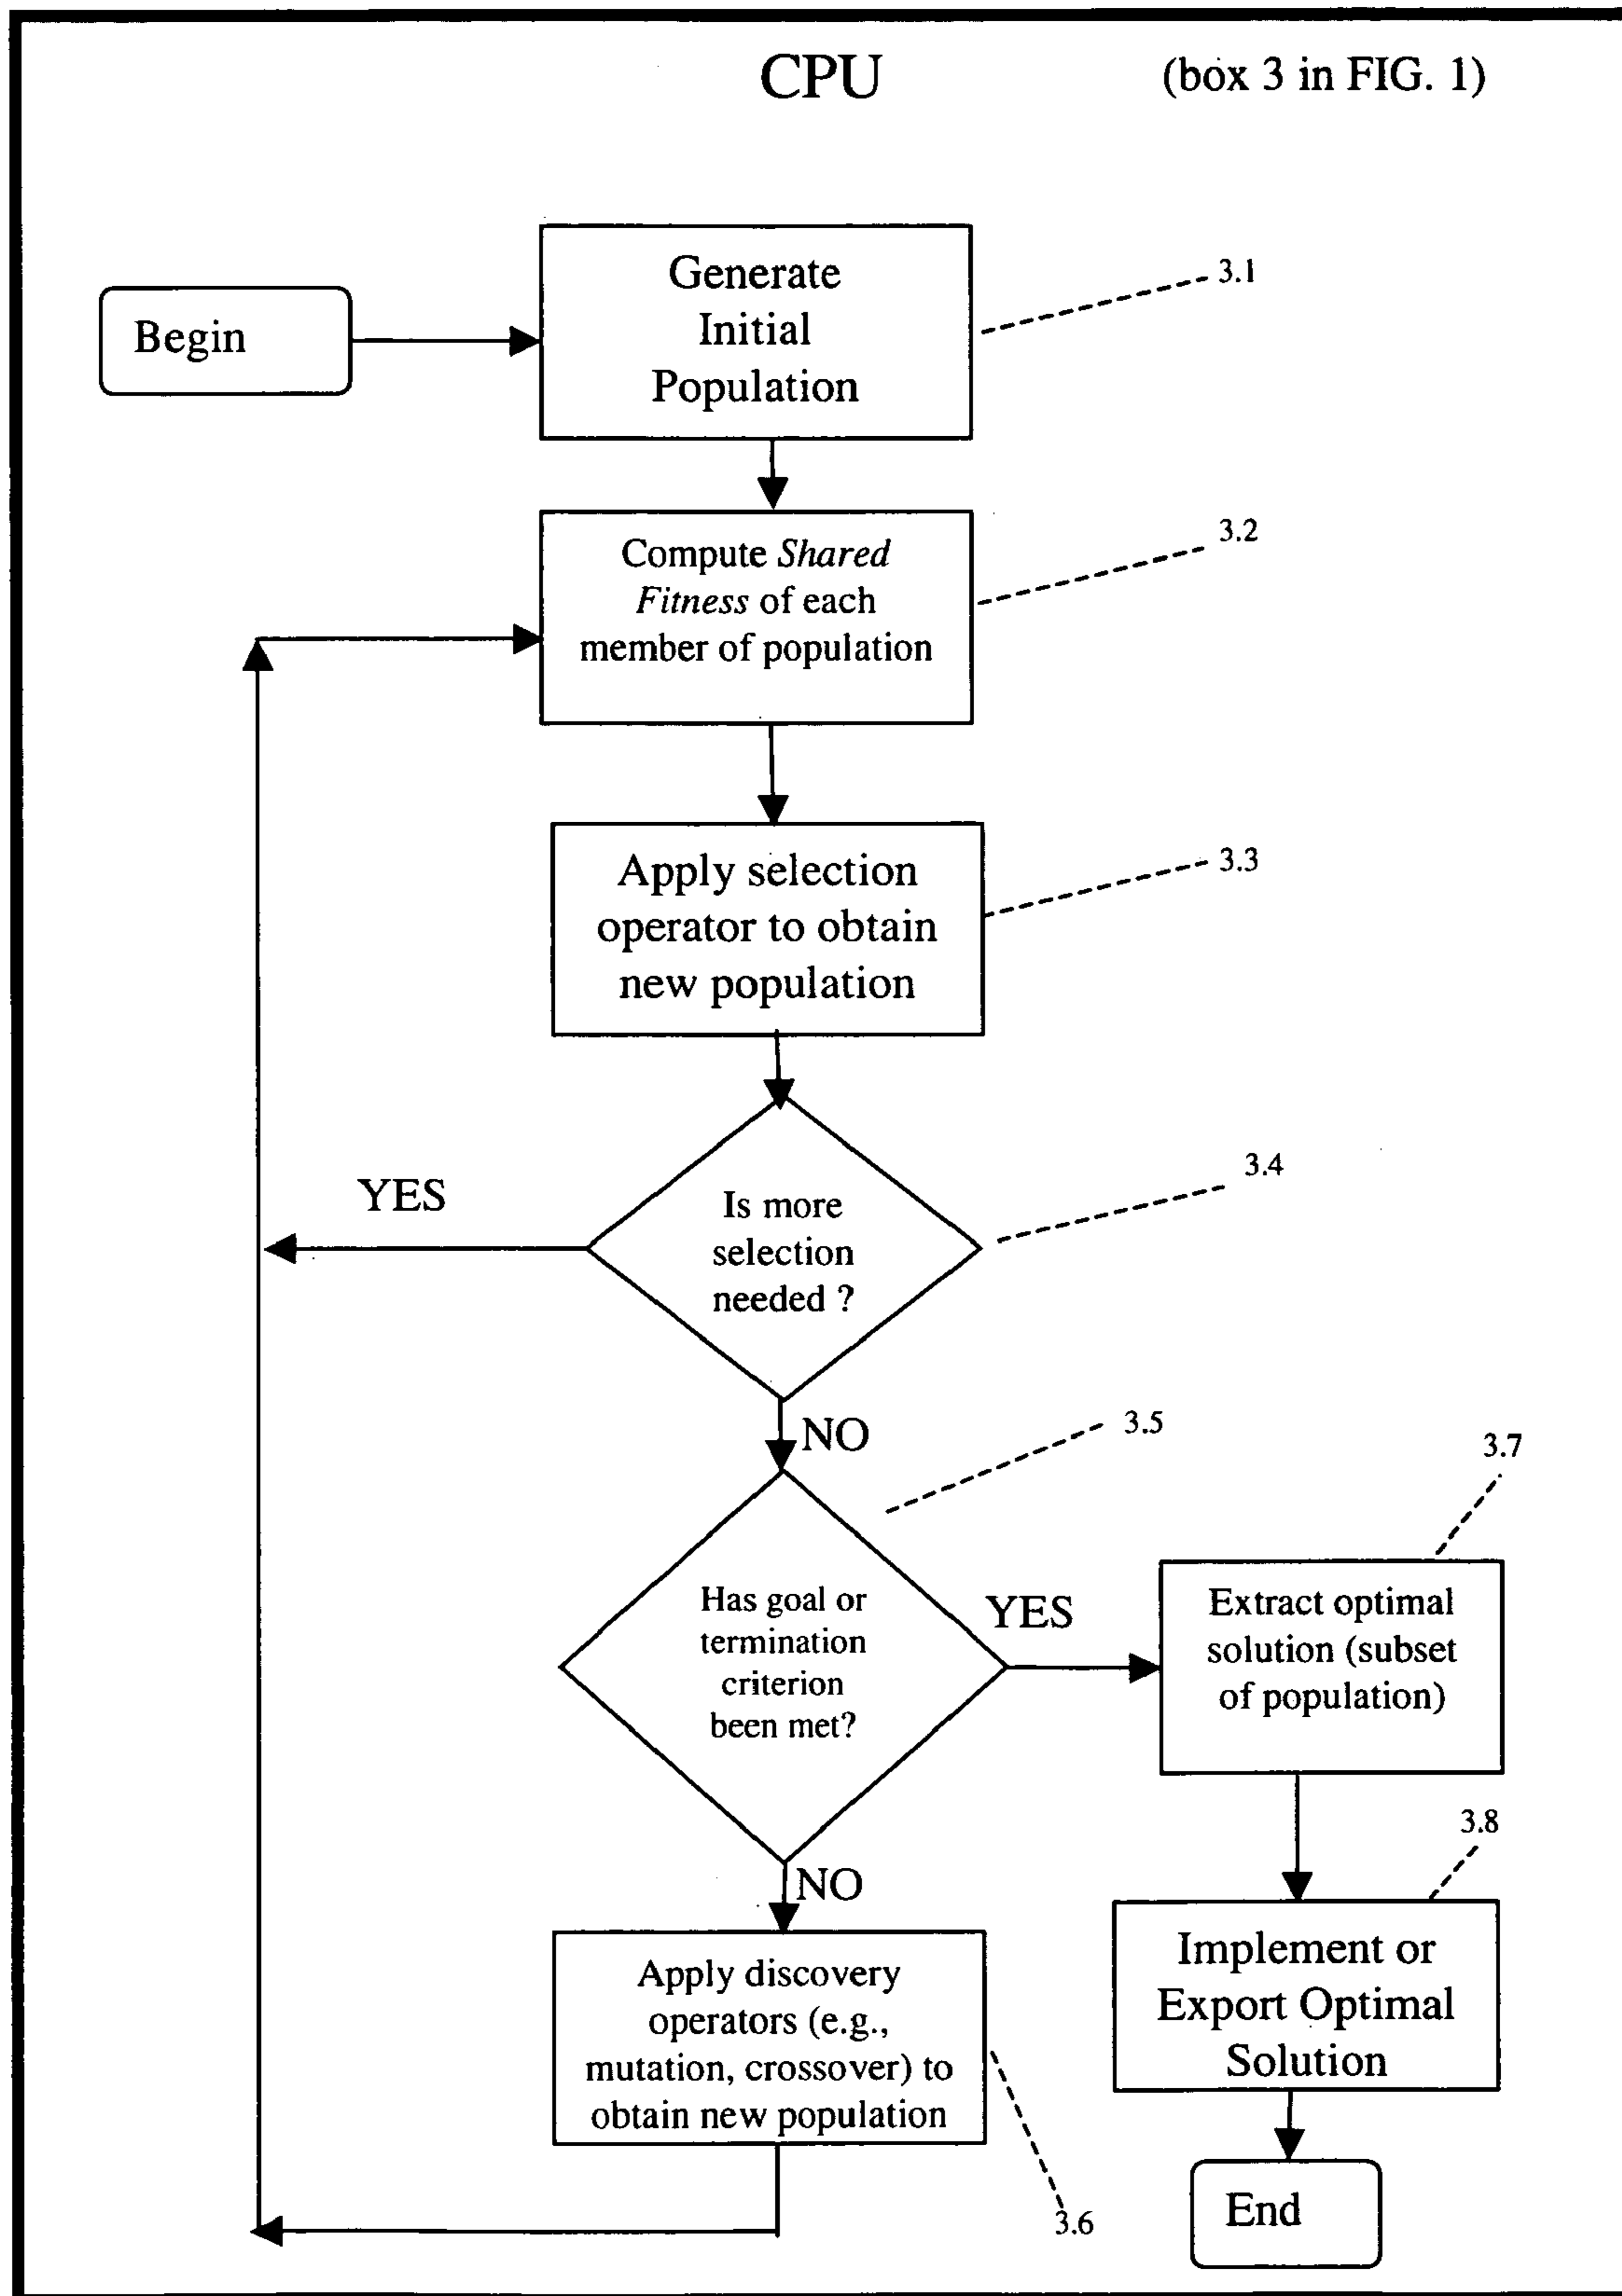 CPU
(box 3 in FIG. 1)
Begin
Generate
Initial
Population
3.1
Compute Shared
Fitness of each
member of population
3.2
Apply selection
operator to obtain
new population
3.3
Is more
selection
needed ?
3.4
YES
NO
3.5
Has goal or
termination
criterion
been met?
YES
3.7
Extract optimal
solution (subset
of population)
NO
3.8
Implement or
Export Optimal
Solution
Apply discovery
operators (e.g.,
mutation, crossover) to
obtain new population
3.6
End